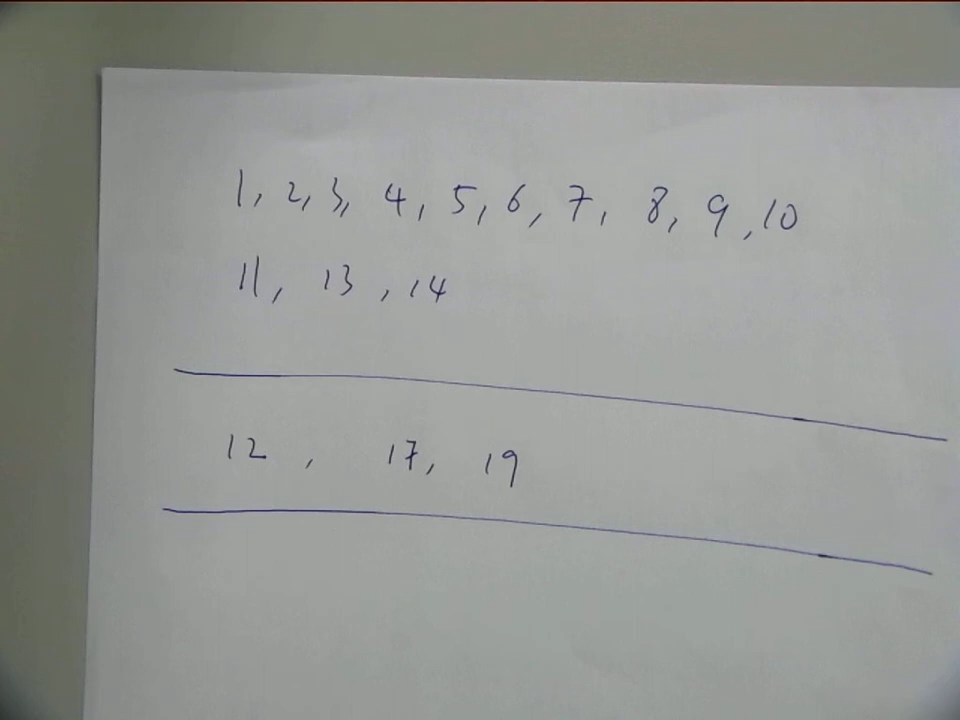 1, 2, 3, 4, 5, 6, 7, 8, 9, 10
11, 13, 14
12, 17, 19